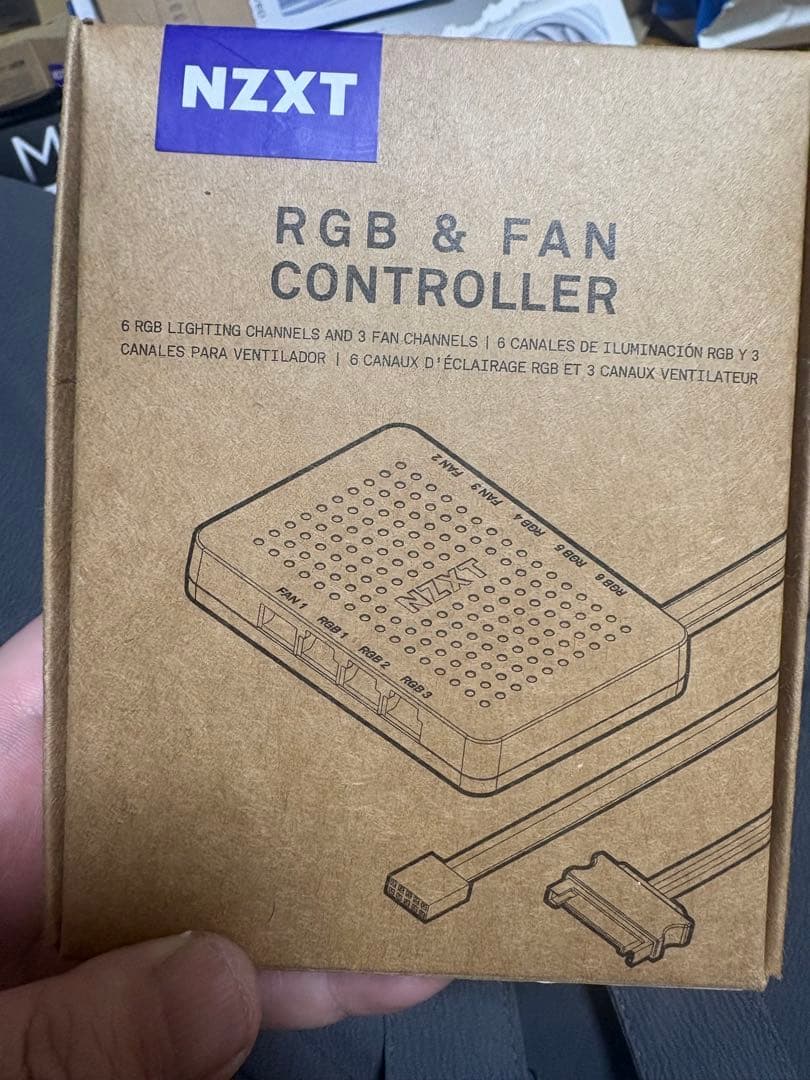 NZXT
RGB & FAN
CONTROLLER
6 RGB LIGHTING CHANNELS AND 3 FAN CHANNELS | 6 CANALES DE ILUMINACIÓN RGB Y 3
CANALES PARA VENTILADOR | 6 CANAUX D'ÉCLAIRAGE RGB ET 3 CANAUX VENTILATEUR
FAN 2
FAN 3
RGB 4
RGB 5
RGB 6
NZXT
FAN 1
RGB 1
RGB 2
RGB 3